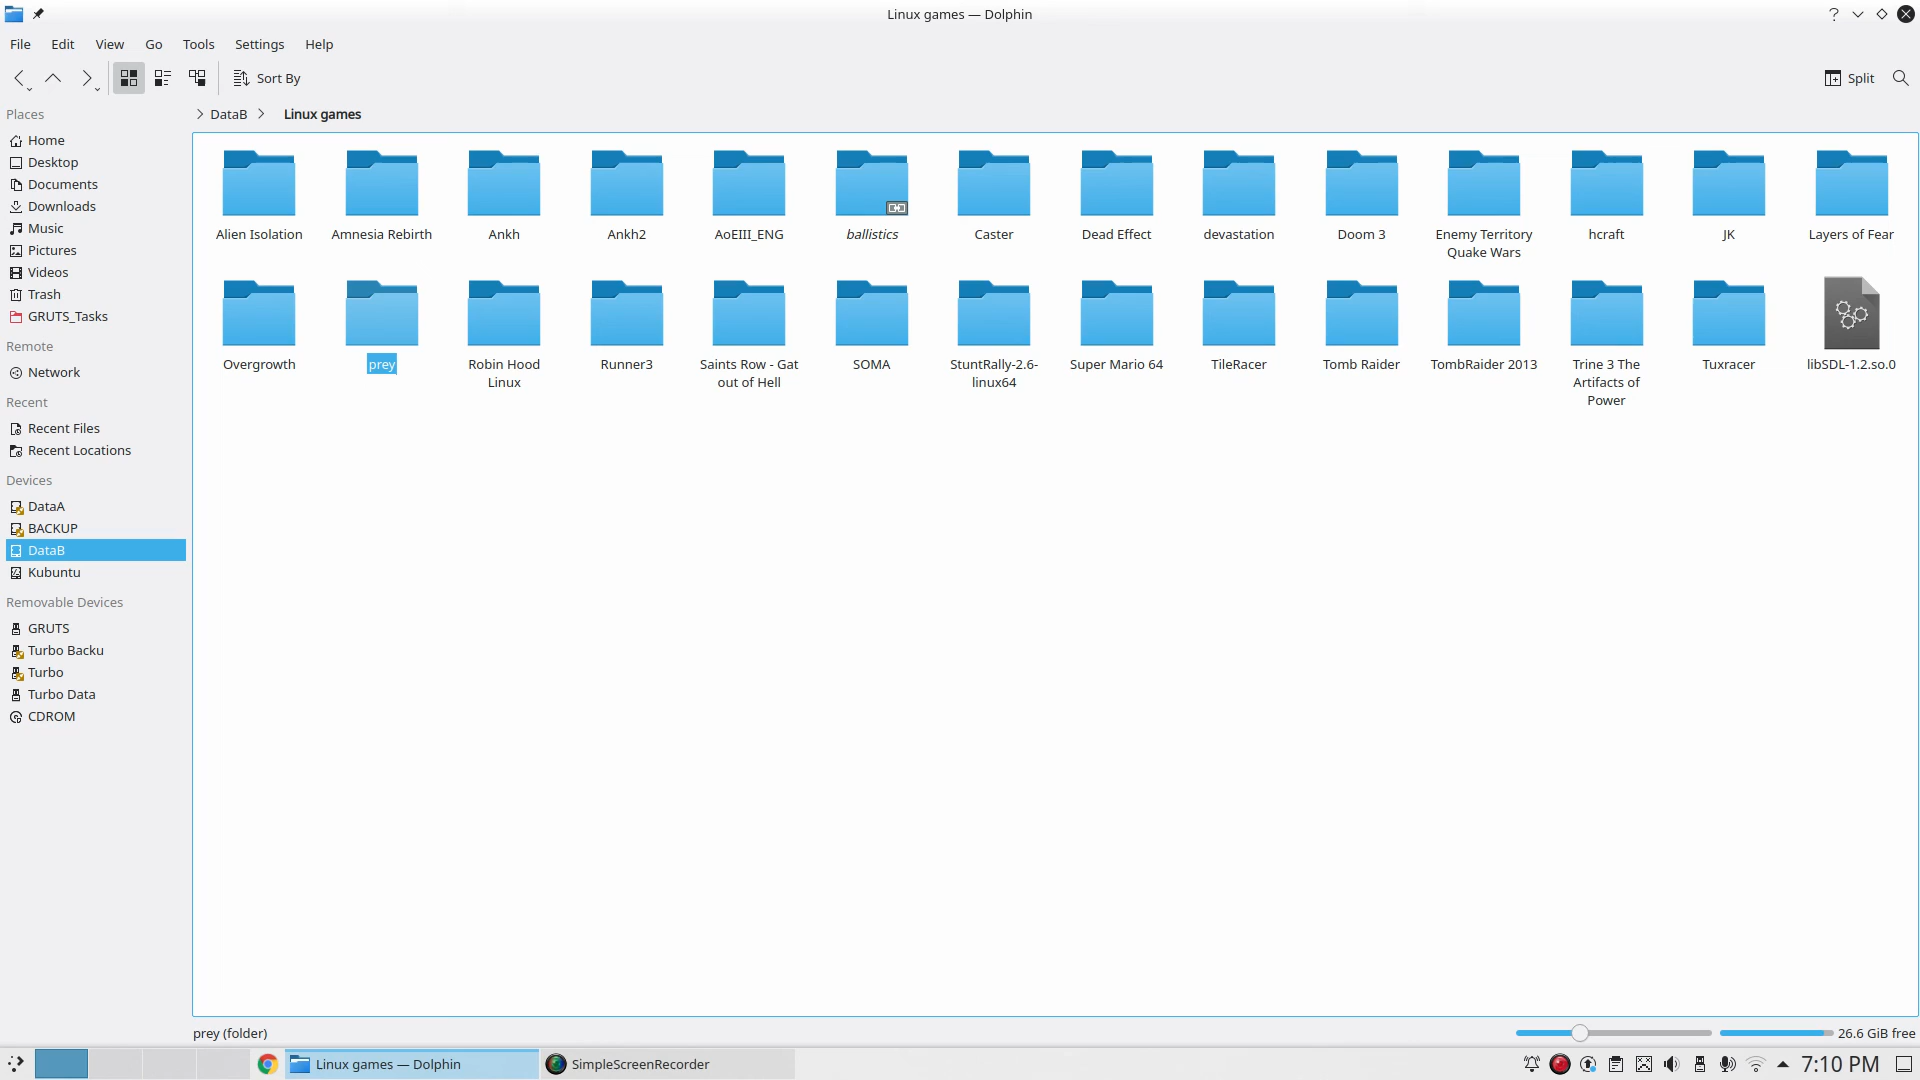 Linux games — Dolphin
File Edit View Go Tools Settings Help
Sort By Split
Places
DataB Linux games
Home
Desktop
Documents
Downloads
Music
Pictures
Videos
Trash
GRUTS_Tasks
Remote
Network
Recent
Recent Files
Recent Locations
Devices
DataA
BACKUP
DataB
Kubuntu
Removable Devices
GRUTS
Turbo Backu
Turbo
Turbo Data
CDROM
Alien Isolation
Amnesia Rebirth
Ankh
Ankh2
AoEIII_ENG
ballistics
Caster
Dead Effect
devastation
Doom 3
Enemy Territory
Quake Wars
hcraft
JK
Layers of Fear
Overgrowth
prey
Robin Hood
Linux
Runner3
Saints Row - Gat
out of Hell
SOMA
StuntRally-2.6-
linux64
Super Mario 64
TileRacer
Tomb Raider
TombRaider 2013
Trine 3 The
Artifacts of
Power
Tuxracer
libSDL-1.2.so.0
prey (folder)
26.6 GiB free
Linux games — Dolphin
SimpleScreenRecorder
7:10 PM